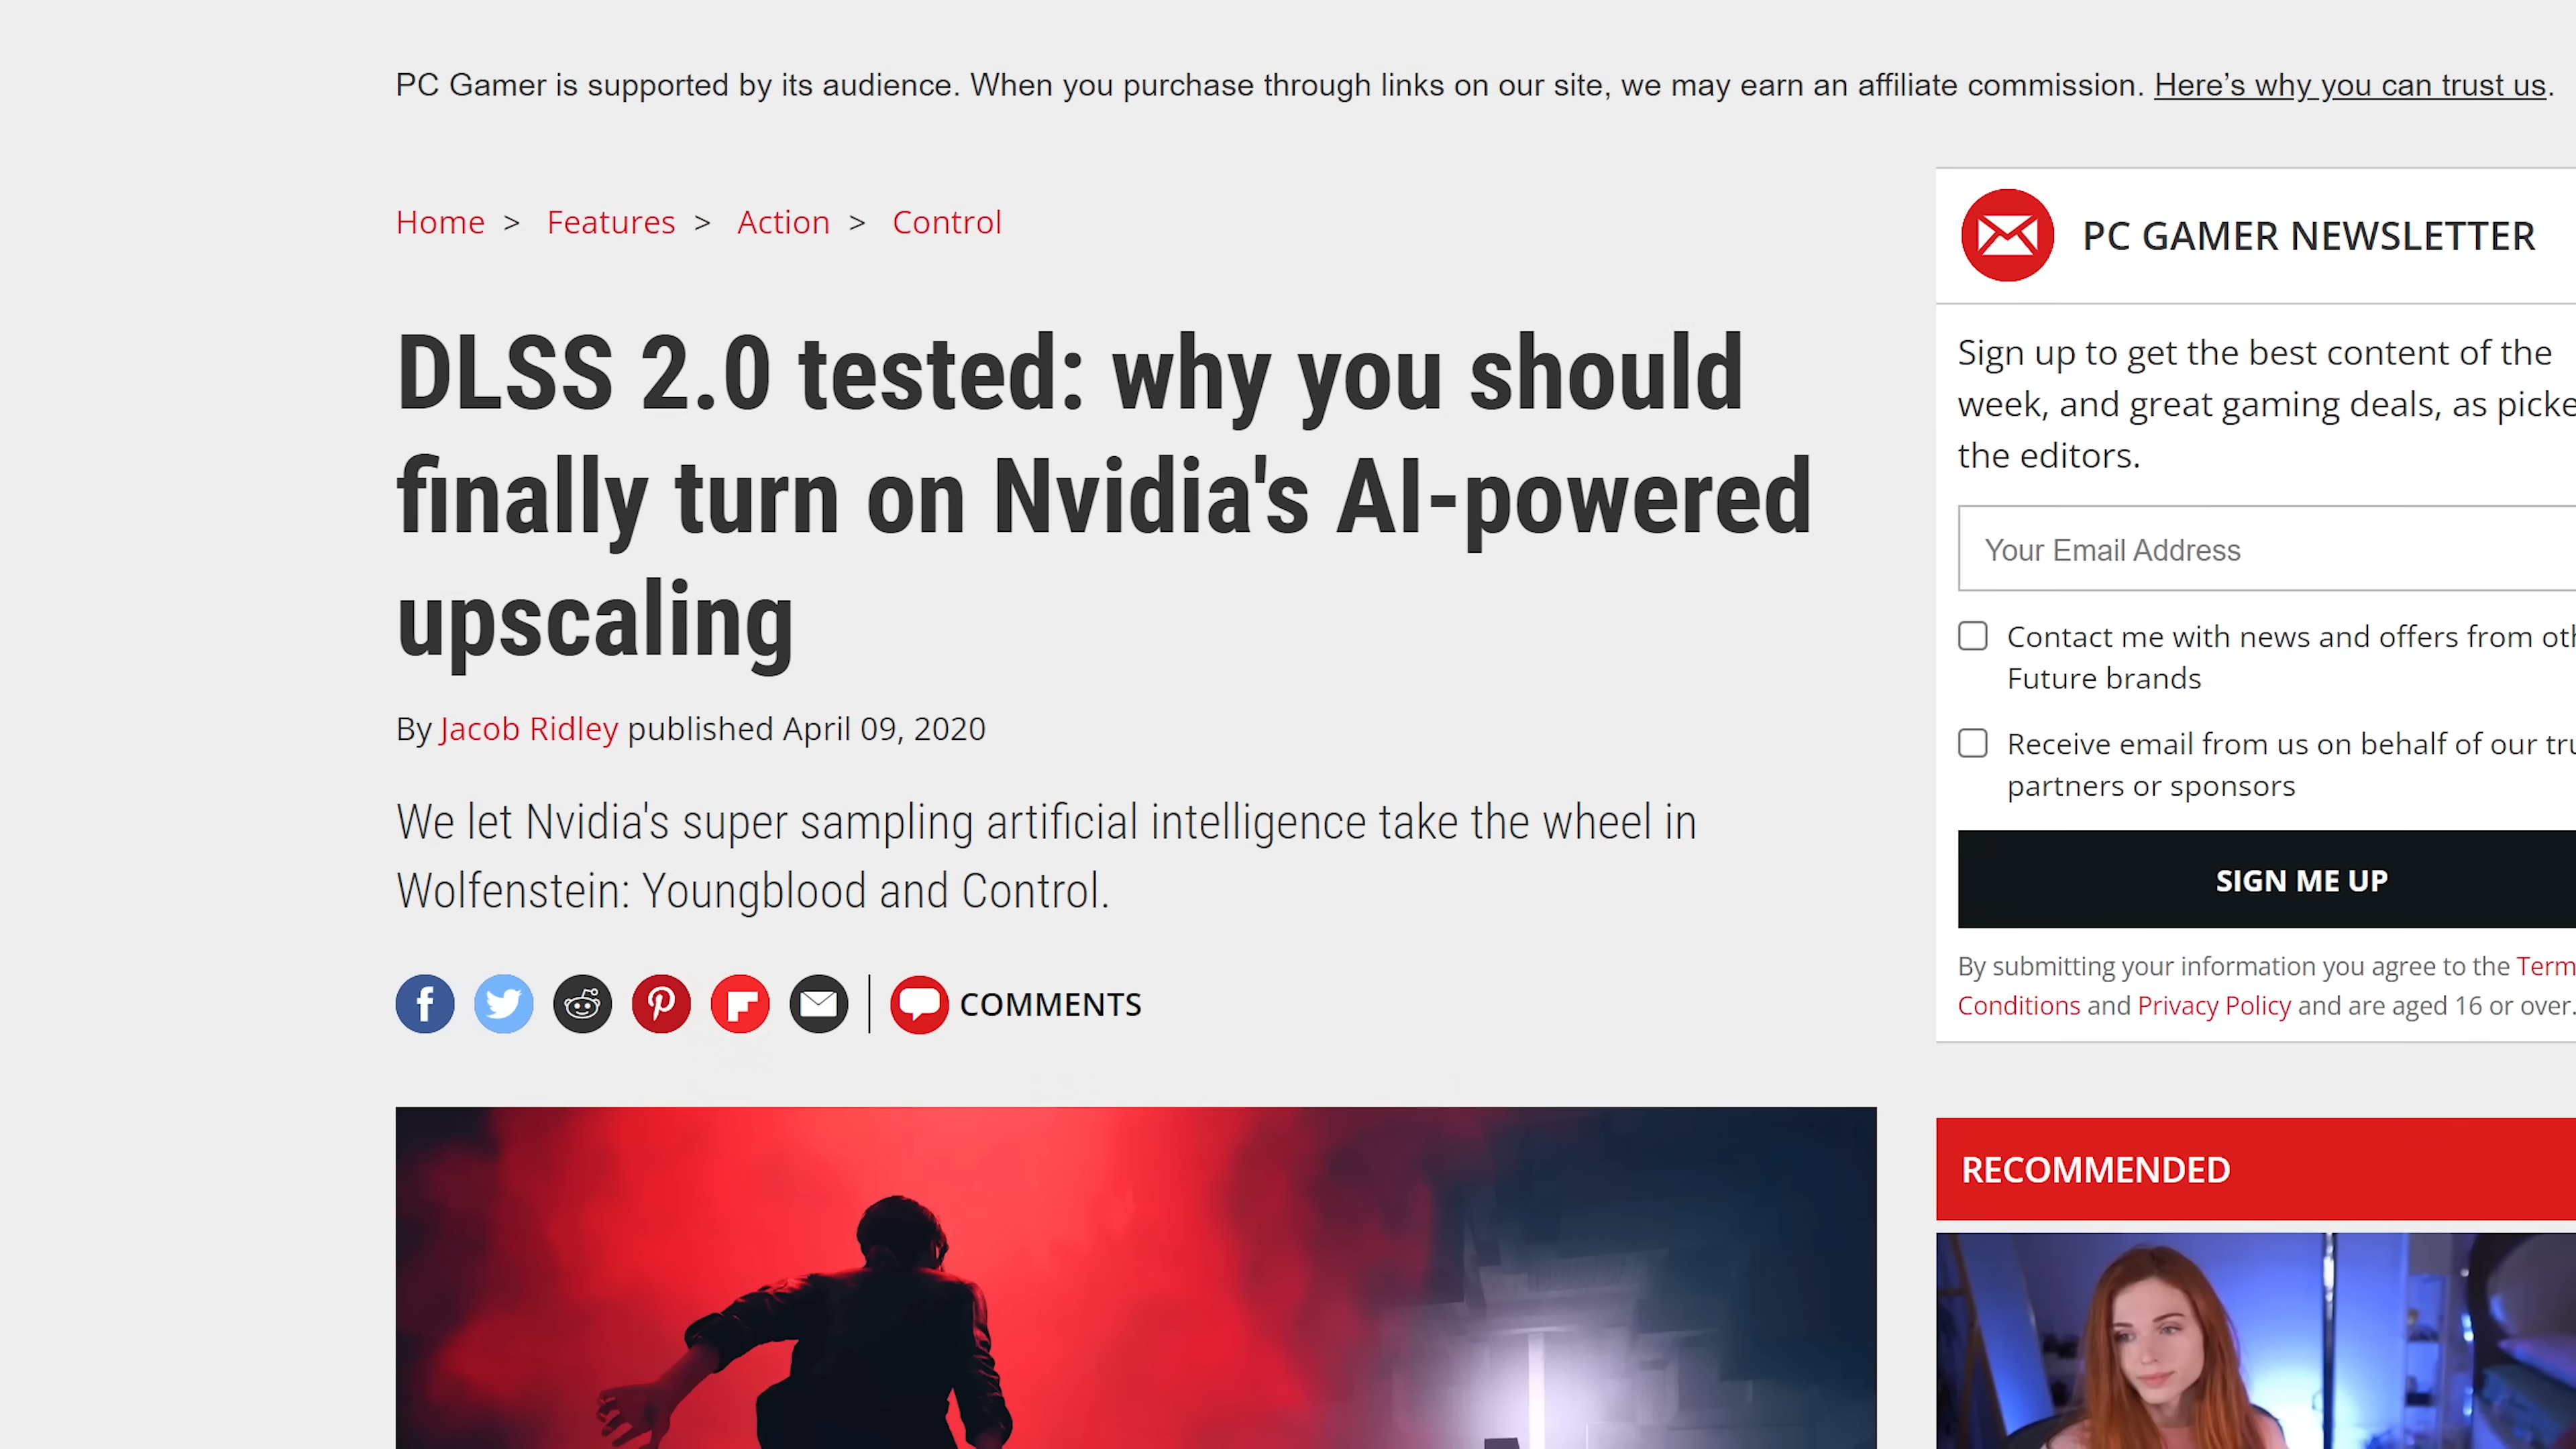 PC Gamer is supported by its audience. When you purchase through links on our site, we may earn an affiliate commission. Here’s why you can trust us.
Home > Features > Action > Control
DLSS 2.0 tested: why you should
finally turn on Nvidia's AI-powered
upscaling
By Jacob Ridley published April 09, 2020
We let Nvidia's super sampling artificial intelligence take the wheel in
Wolfenstein: Youngblood and Control.
COMMENTS
PC GAMER NEWSLETTER
Sign up to get the best content of the
week, and great gaming deals, as
the editors.
Your Email Address
Contact me with news and offers from
Future brands
Receive email from us on behalf of our
partners or sponsors
SIGN ME UP
By submitting your information you agree to the
Conditions and Privacy Policy and are aged 16 or over.
RECOMMENDED